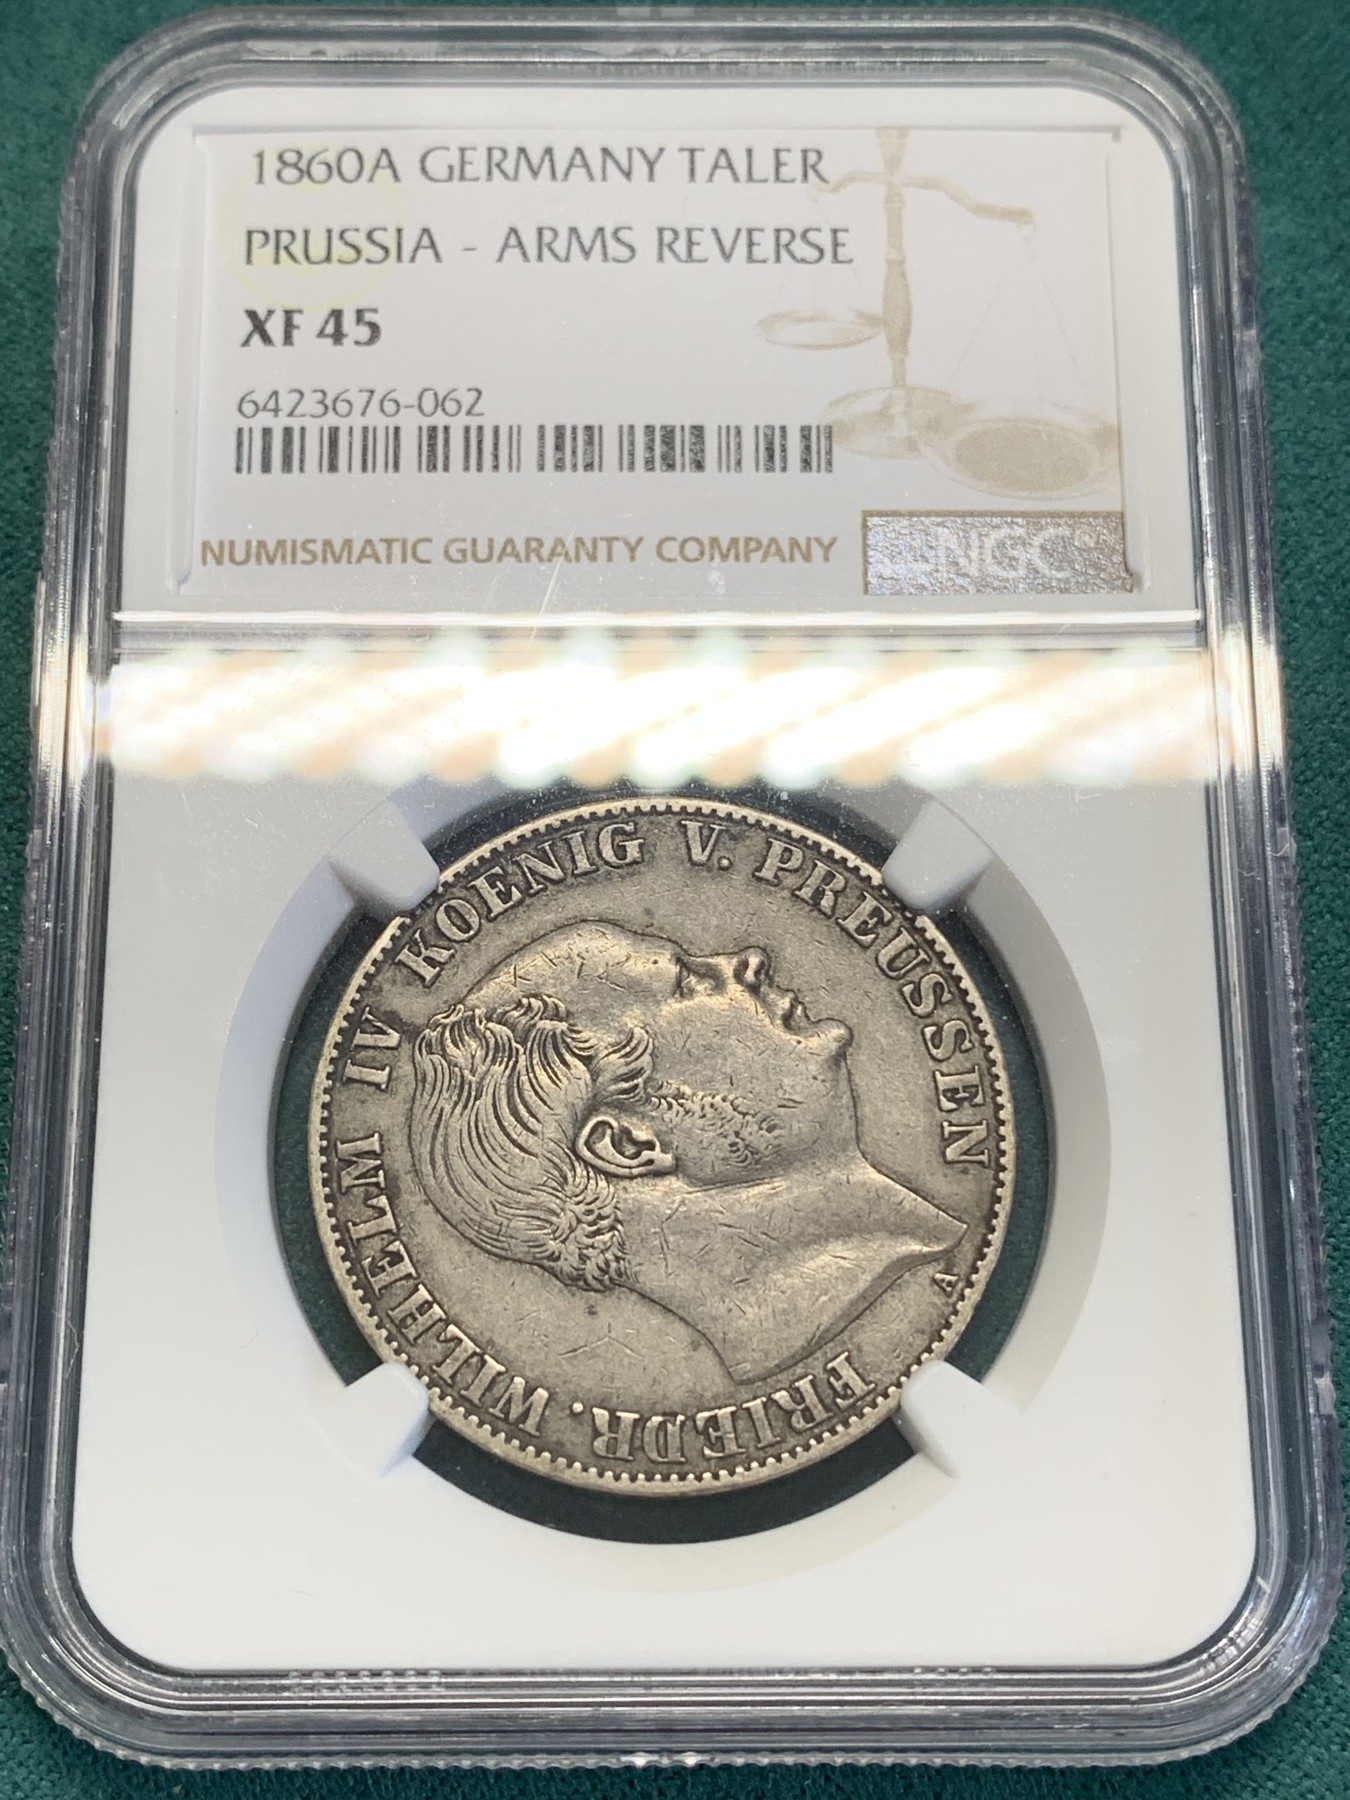 1860A GERMANY TALER
PRUSSIA - ARMS REVERSE
XF 45
6423676-062
NUMISMATIC GUARANTY COMPANY
NGC®
FRIEDR. WILHELM IV KOENIG V. PREUSSEN
A